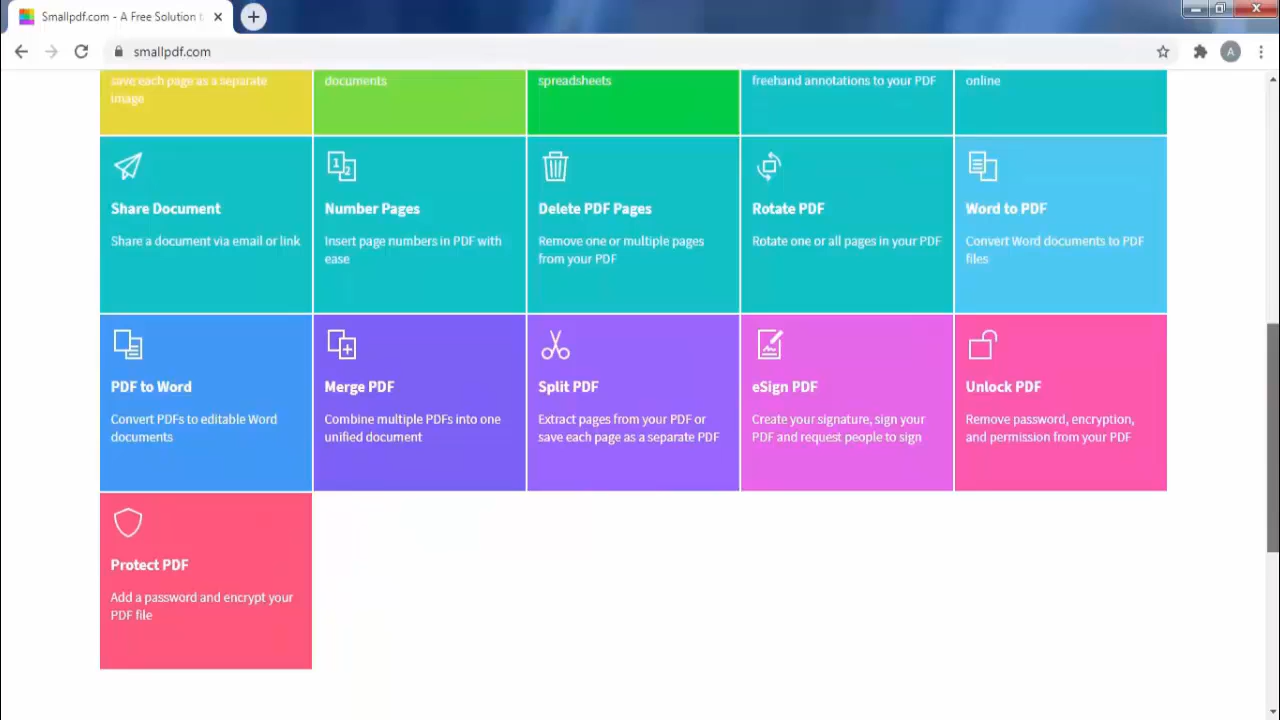 Smallpdf.com - A Free Solution t
smallpdf.com
A
save each page as a separate
image
documents
spreadsheets
freehand annotations to your PDF
online
Share Document
Share a document via email or link
1 2
Number Pages
Insert page numbers in PDF with
ease
Delete PDF Pages
Remove one or multiple pages
from your PDF
Rotate PDF
Rotate one or all pages in your PDF
Word to PDF
Convert Word documents to PDF
files
PDF to Word
Convert PDFs to editable Word
documents
Merge PDF
Combine multiple PDFs into one
unified document
Split PDF
Extract pages from your PDF or
save each page as a separate PDF
eSign PDF
Create your signature, sign your
PDF and request people to sign
Unlock PDF
Remove password, encryption,
and permission from your PDF
Protect PDF
Add a password and encrypt your
PDF file